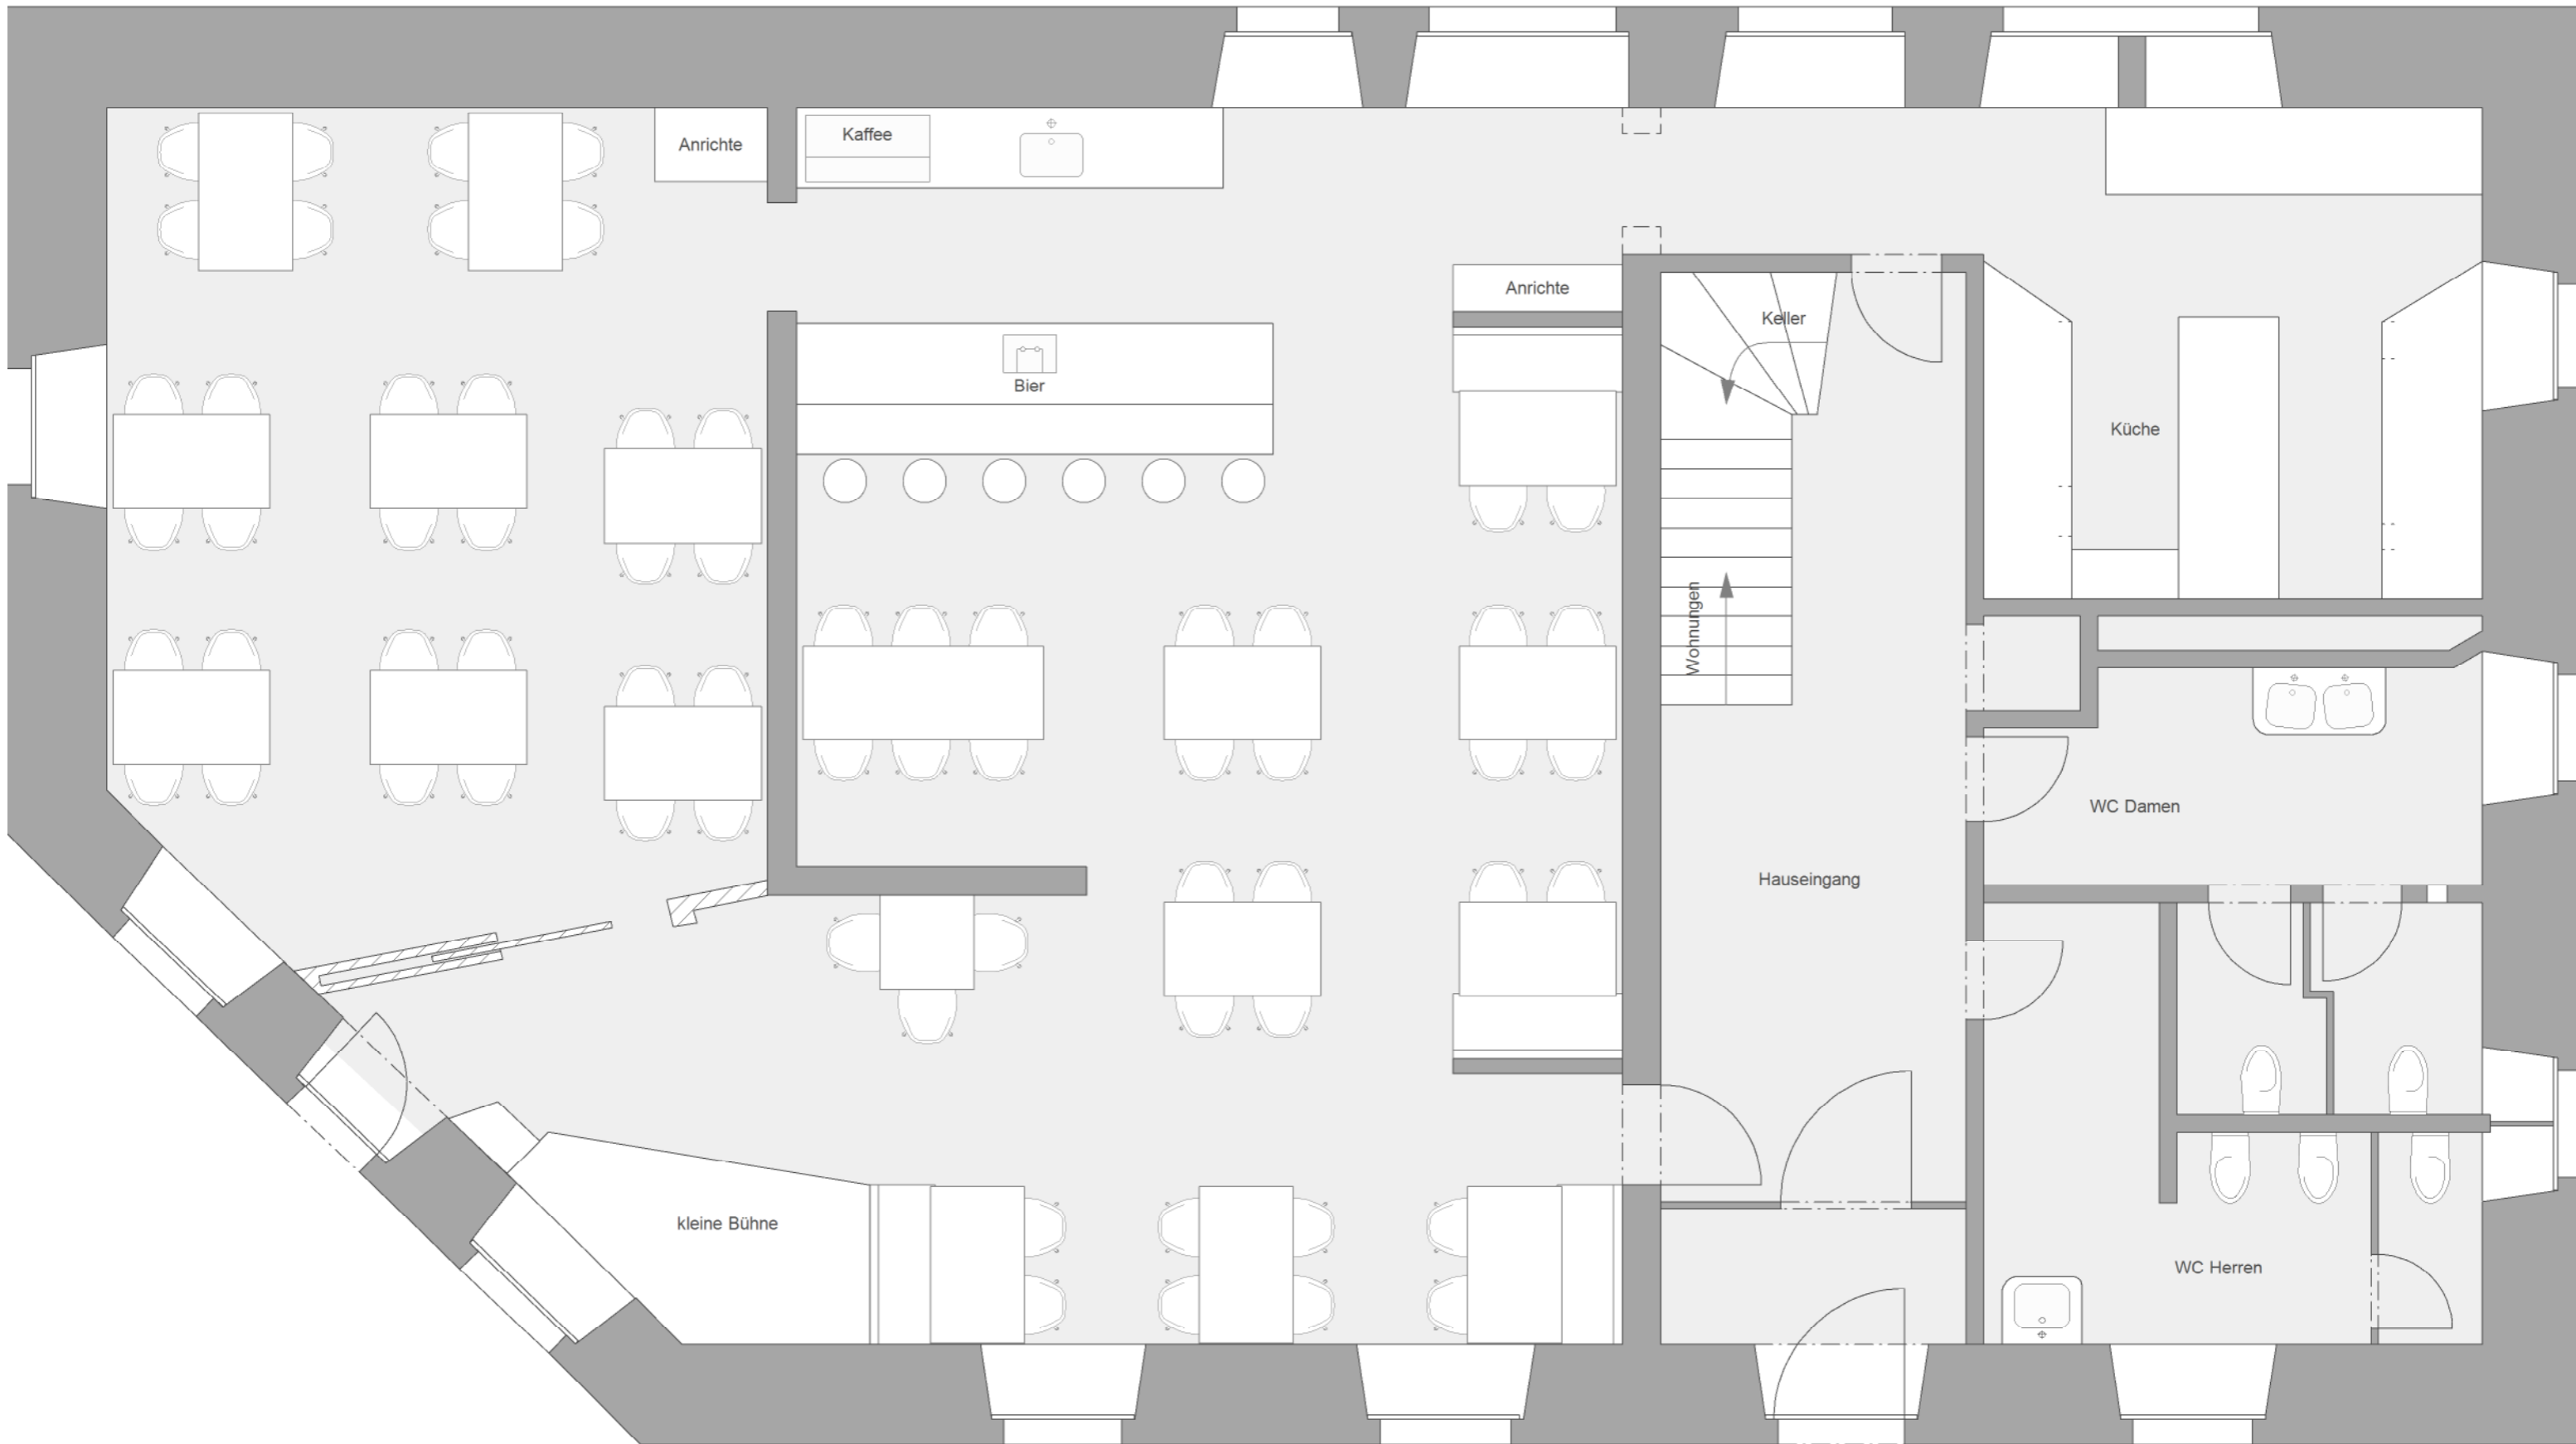 Kaffee
Anrichte
Anrichte
Keller
Bier
Küche
Wohnungen
WC Damen
Hauseingang
kleine Bühne
WC Herren